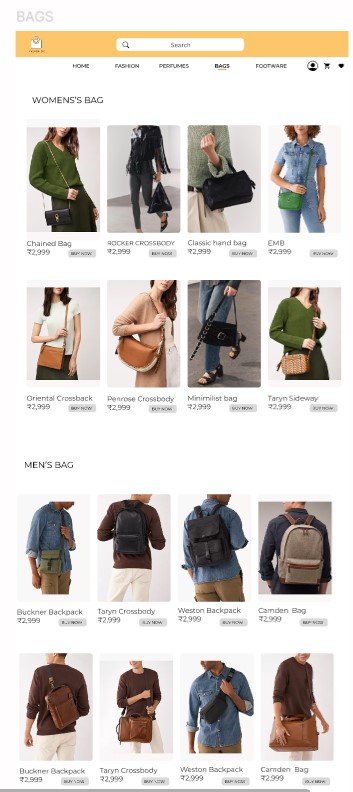 BAGS
Search
HOME FASHION PERFUMES BAGS FOOTWARE
WOMENS'S BAG
Chained Bag ROCKER CROSSBODY Classic hand bag EMB
₹2,999 BUY NOW ₹2,999 BUY NOW ₹2,999 BUY NOW ₹2,999 BUY NOW
Oriental Crossback Penrose Crossbody Minimilist bag Taryn Sideway
₹2,999 BUY NOW ₹2,999 BUY NOW ₹2,999 BUY NOW ₹2,999 BUY NOW
MEN'S BAG
Buckner Backpack Taryn Crossbody Weston Backpack Camden Bag
₹2,999 BUY NOW ₹2,999 BUY NOW ₹2,999 BUY NOW ₹2,999 BUY NOW
Buckner Backpack Taryn Crossbody Weston Backpack Camden Bag
₹2,999 BUY NOW ₹2,999 BUY NOW ₹2,999 BUY NOW ₹2,999 BUY NOW